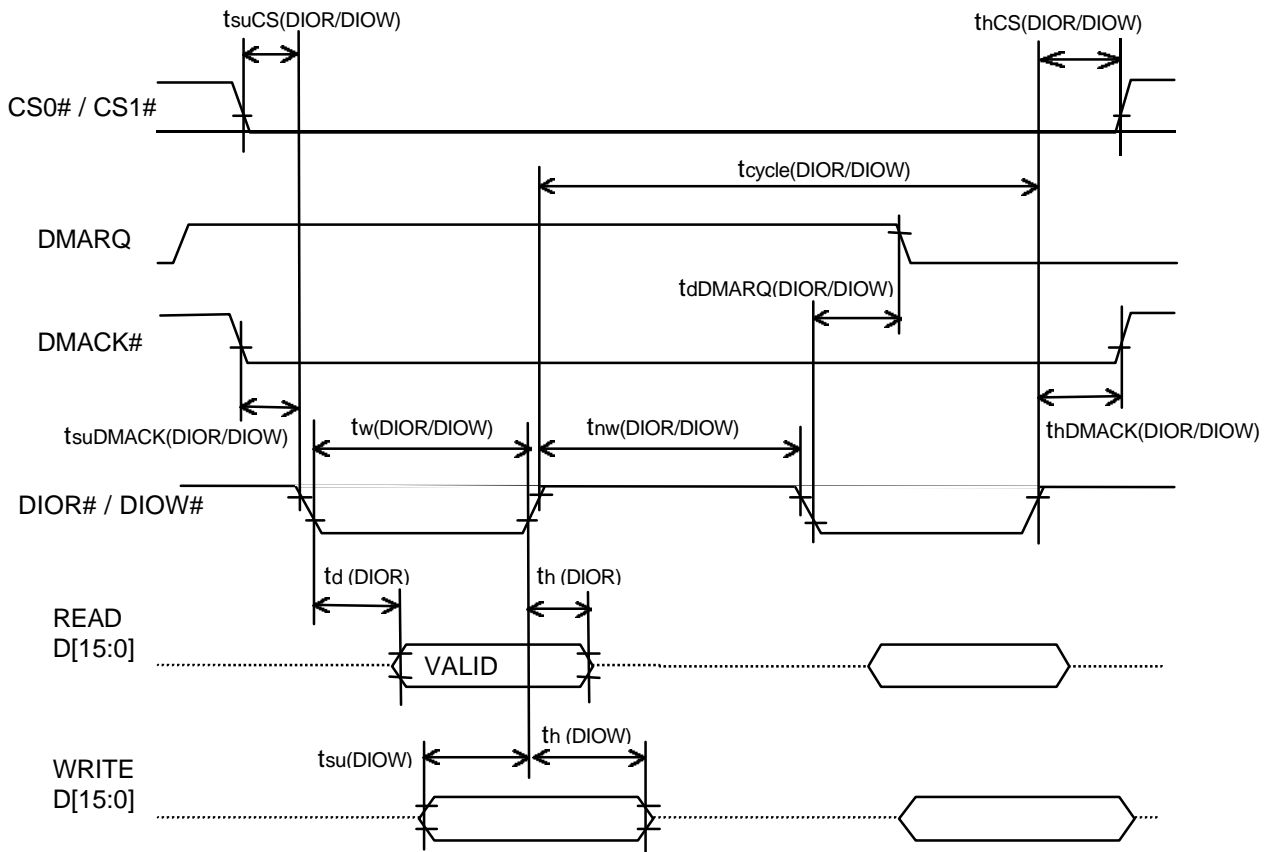 tsuCS(DIOR/DIOW)
thCS(DIOR/DIOW)
CS0# / CS1#
tcycle(DIOR/DIOW)
DMARQ
tdDMARQ(DIOR/DIOW)
DMACK#
tsuDMACK(DIOR/DIOW)
tw(DIOR/DIOW)
tnw(DIOR/DIOW)
thDMACK(DIOR/DIOW)
DIOR# / DIOW#
td (DIOR)
th (DIOR)
READ
D[15:0]
VALID
th (DIOW)
tsu(DIOW)
WRITE
D[15:0]